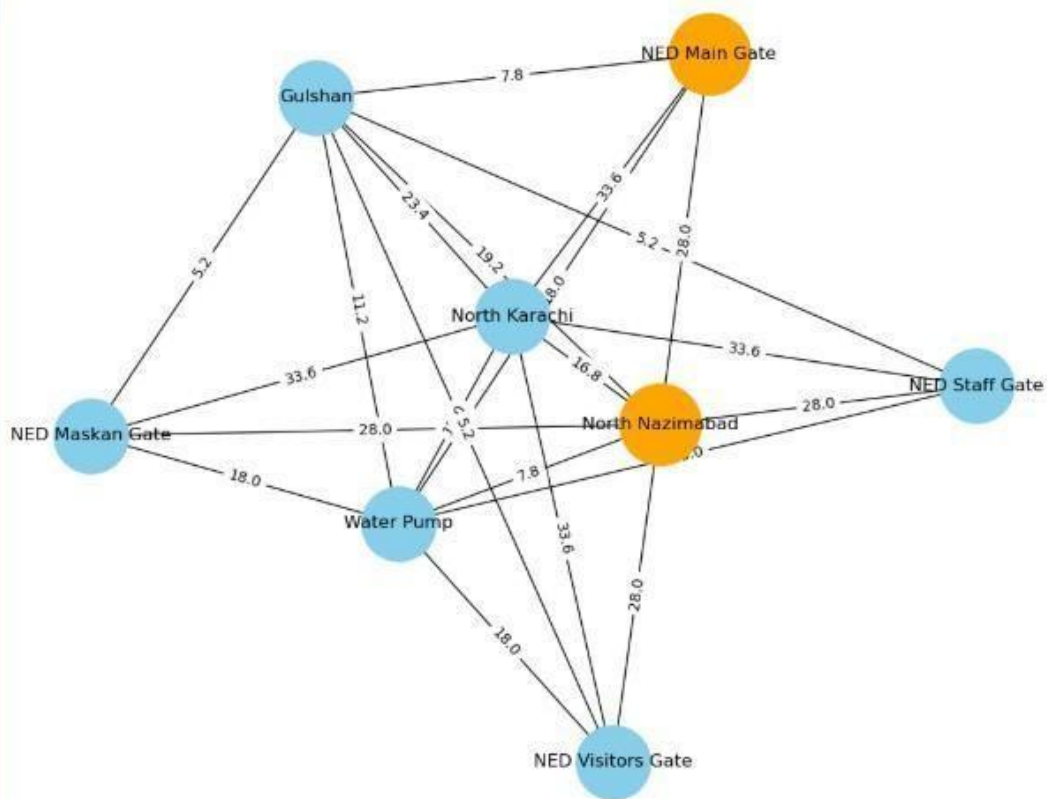 NED Main Gate
7.8
Gulshan
33.6
23.4
5.2
28.0
19.2
5.2
11.2
North Karachi
33.6
16.8
33.6
NED Staff Gate
28.0
North Nazimabad
5.2
28.0
NED Maskan Gate
7.8
18.0
Water Pump
33.6
28.0
18.0
NED Visitors Gate